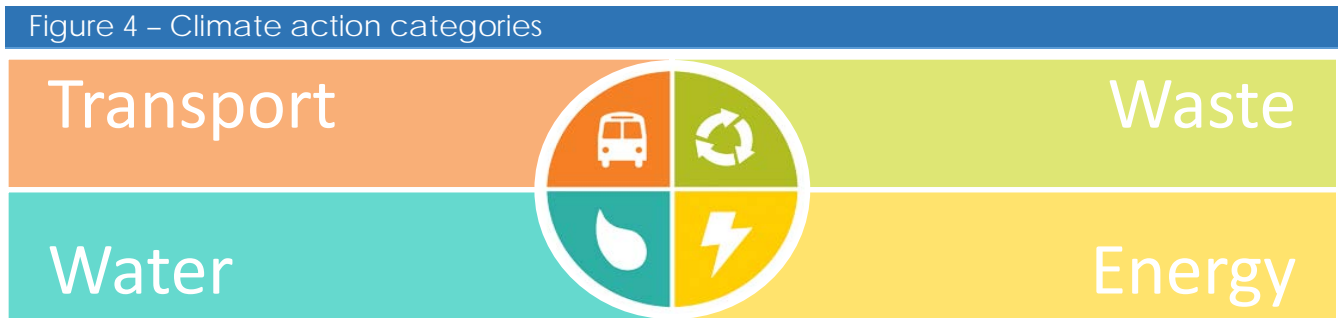 Figure 4 – Climate action categories
Transport
Waste
Water
Energy